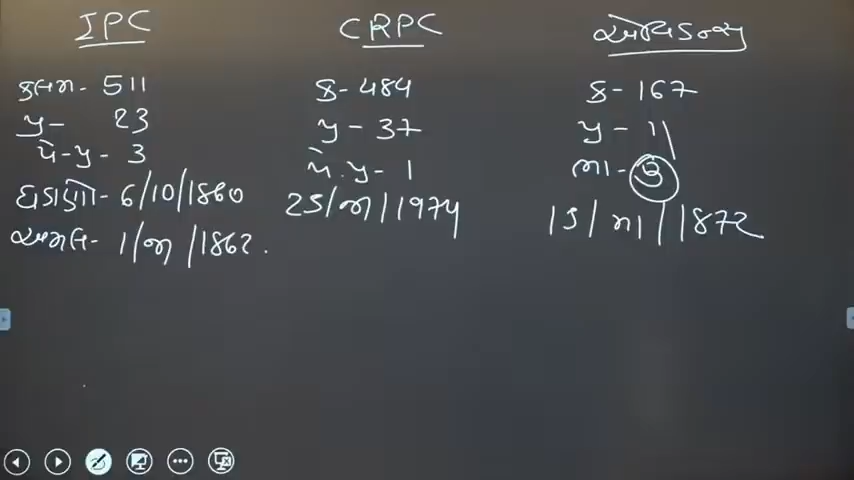 IPC
કલમ- 511
પ્ર- 23
પે-પ્ર- 3
ઘડાણો- 6/10/1860
અમલ- 1/જા/1862.
CRPC
ક- 484
પ્ર- 37
પે.પ્ર- 1
25/જા/1974
એવિડન્સ
ક- 167
પ્ર- 11
ભા- 3
15/મા/1872